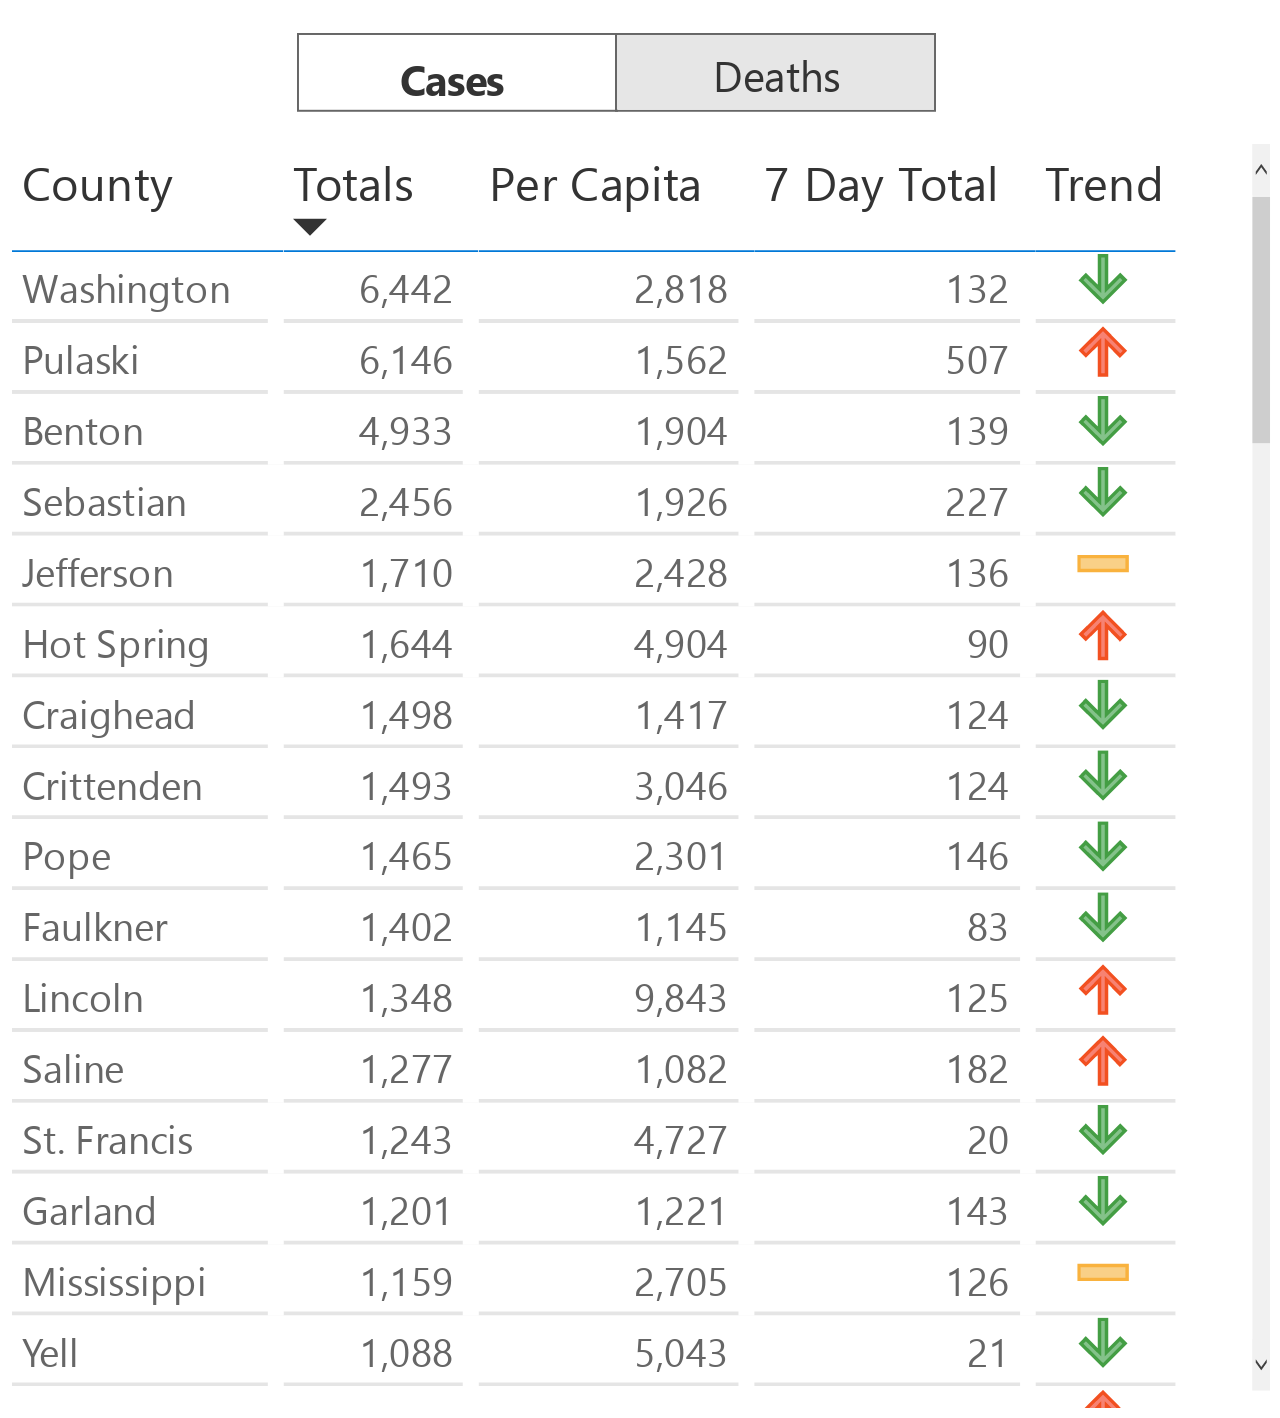 Cases Deaths
County Totals Per Capita 7 Day Total Trend
Washington 6,442 2,818 132
Pulaski 6,146 1,562 507
Benton 4,933 1,904 139
Sebastian 2,456 1,926 227
Jefferson 1,710 2,428 136
Hot Spring 1,644 4,904 90
Craighead 1,498 1,417 124
Crittenden 1,493 3,046 124
Pope 1,465 2,301 146
Faulkner 1,402 1,145 83
Lincoln 1,348 9,843 125
Saline 1,277 1,082 182
St. Francis 1,243 4,727 20
Garland 1,201 1,221 143
Mississippi 1,159 2,705 126
Yell 1,088 5,043 21